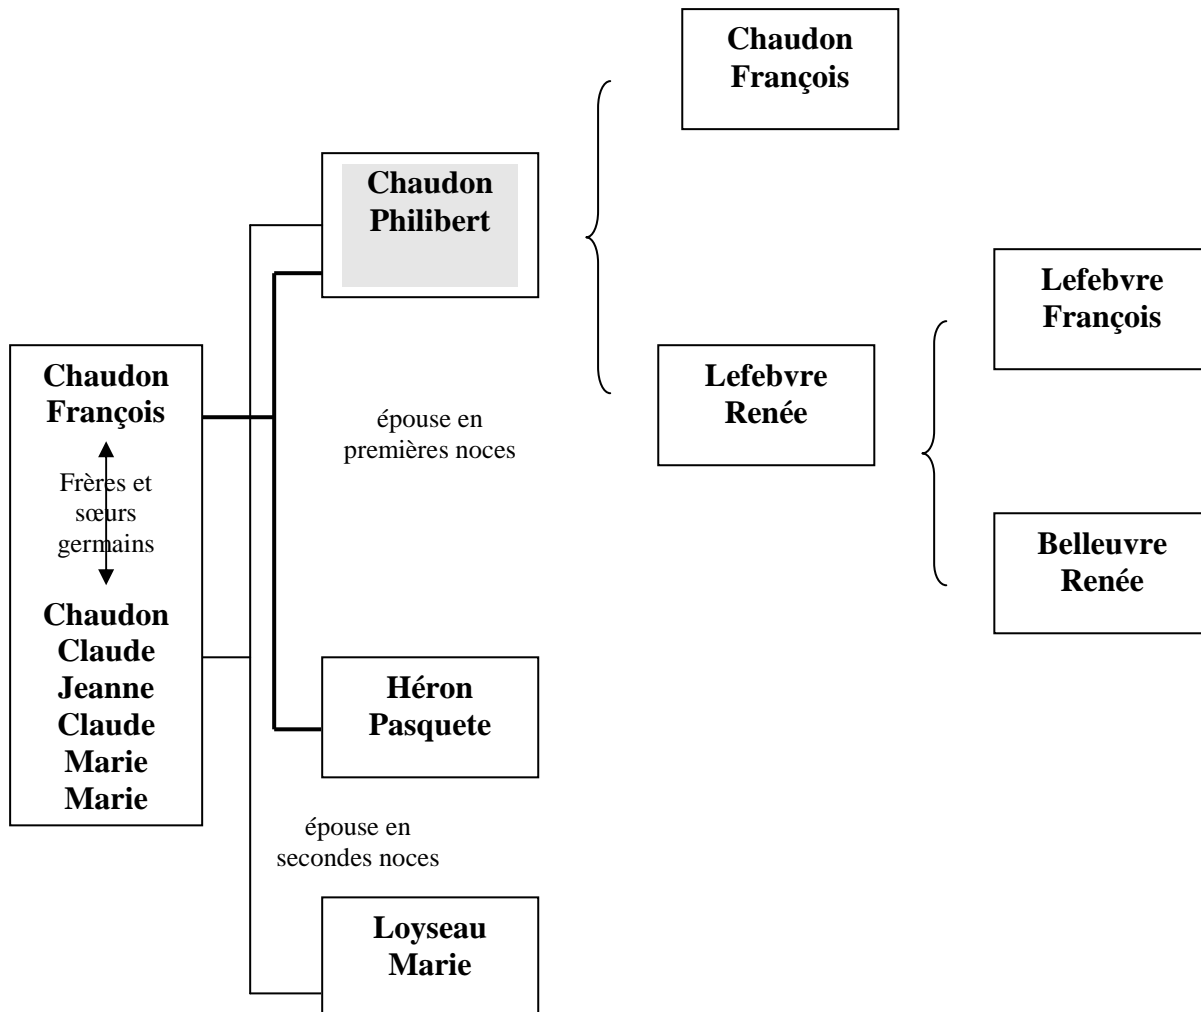 Chaudon
François
Chaudon
Philibert
Lefebvre
François
Chaudon
François
Frères et
sœurs
germains
Chaudon
Claude
Jeanne
Claude
Marie
Marie
épouse en
premières noces
Lefebvre
Renée
Belleuvre
Renée
Héron
Pasquete
épouse en
secondes noces
Loyseau
Marie